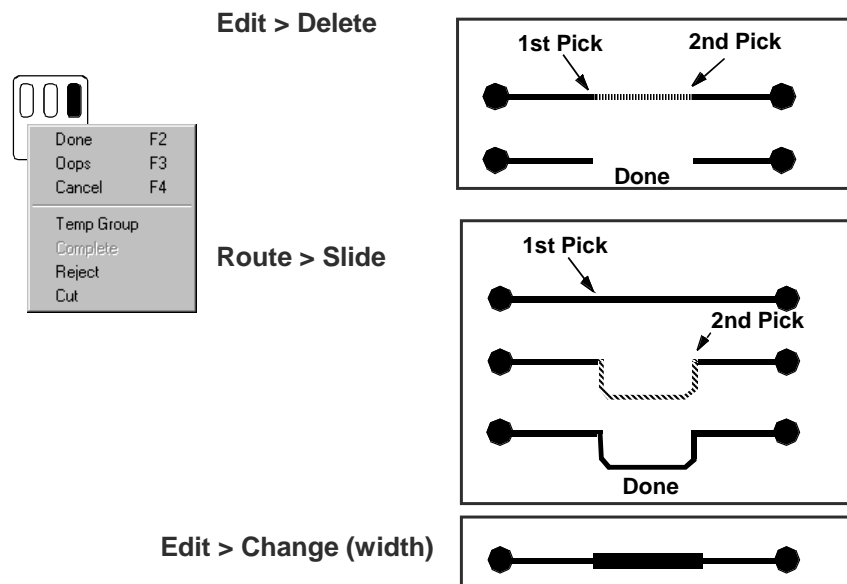 Edit > Delete
1st Pick
2nd Pick
Done
Done F2
Oops F3
Cancel F4
Temp Group
Complete
Reject
Cut
Route > Slide
1st Pick
2nd Pick
Done
Edit > Change (width)